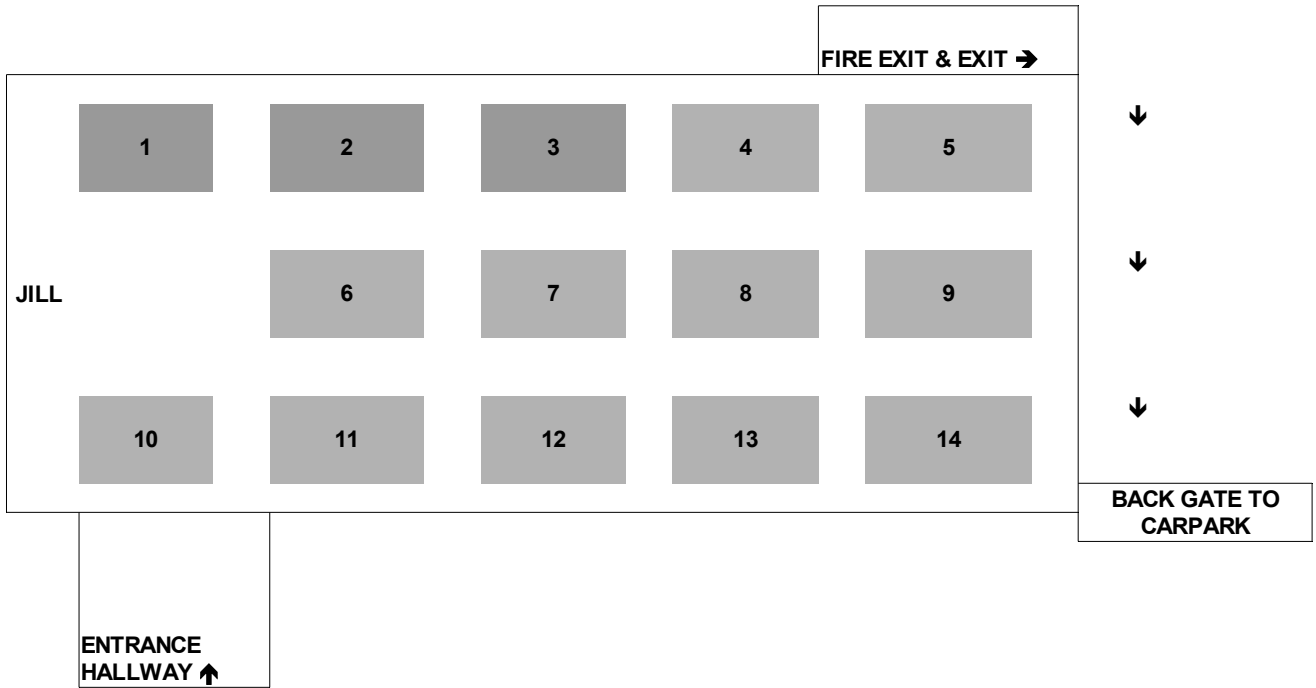 FIRE EXIT & EXIT →
1 2 3 4 5
↓
↓
JILL 6 7 8 9
↓
10 11 12 13 14
BACK GATE TO
CARPARK
ENTRANCE
HALLWAY ↑